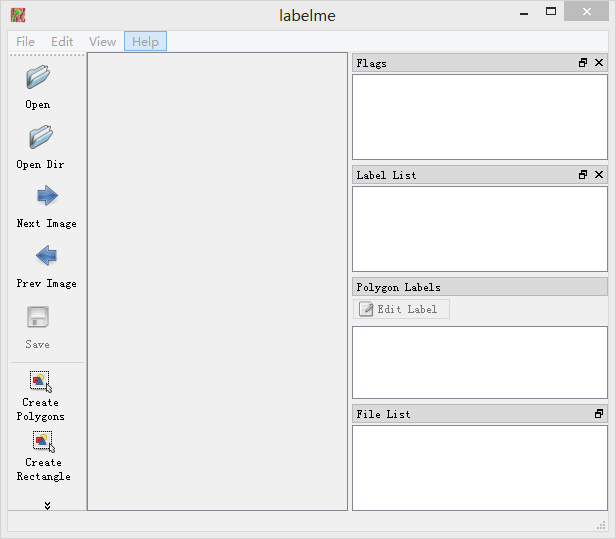 labelme
File Edit View Help
Open
Open Dir
Next Image
Prev Image
Save
Create
Polygons
Create
Rectangle
Flags
Label List
Polygon Labels
Edit Label
File List